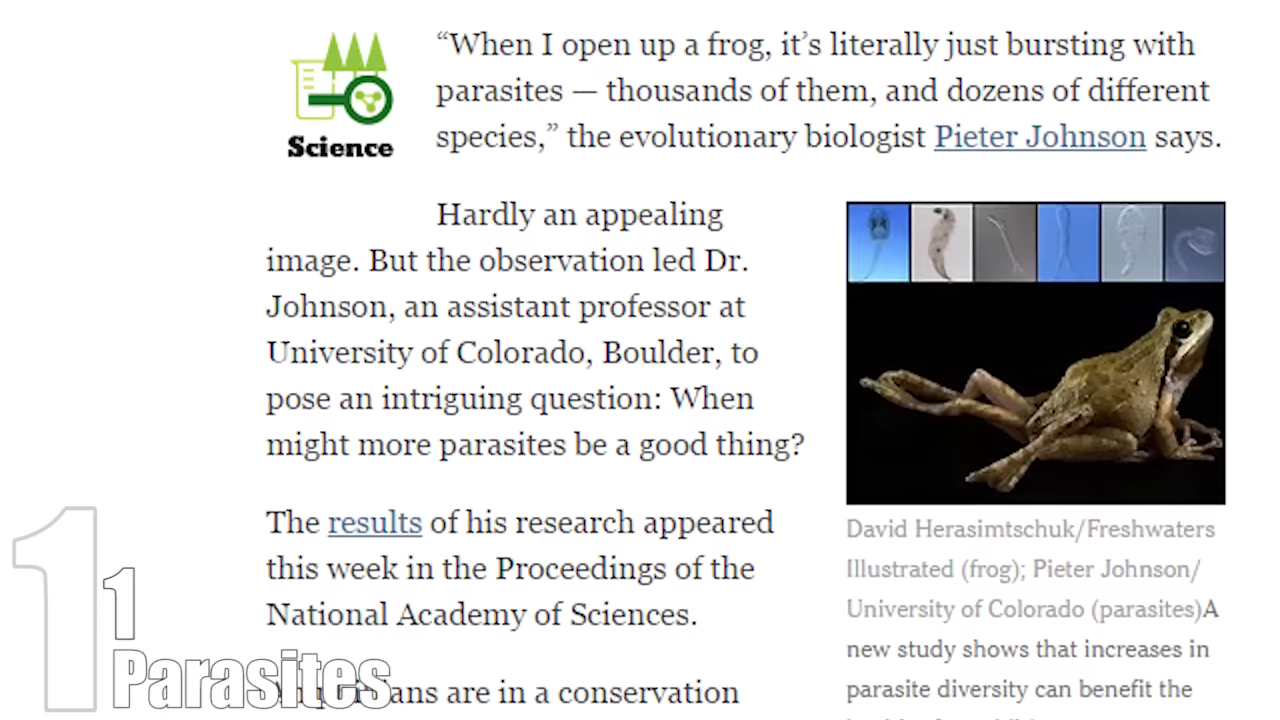 Science
“When I open up a frog, it’s literally just bursting with
parasites — thousands of them, and dozens of different
species,” the evolutionary biologist Pieter Johnson says.
Hardly an appealing
image. But the observation led Dr.
Johnson, an assistant professor at
University of Colorado, Boulder, to
pose an intriguing question: When
might more parasites be a good thing?
The results of his research appeared
this week in the Proceedings of the
National Academy of Sciences.
are in a conservation
David Herasimtschuk/Freshwaters
Illustrated (frog); Pieter Johnson/
University of Colorado (parasites)A
new study shows that increases in
parasite diversity can benefit the
1
1
Parasites